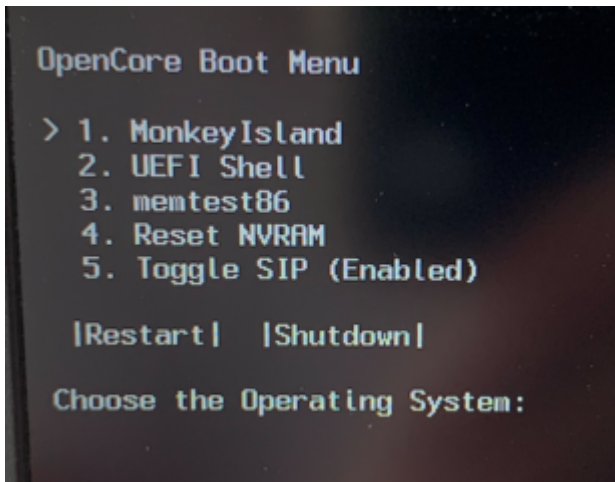 OpenCore Boot Menu
> 1. MonkeyIsland
2. UEFI Shell
3. memtest86
4. Reset NVRAM
5. Toggle SIP (Enabled)
|Restart| |Shutdown|
Choose the Operating System: